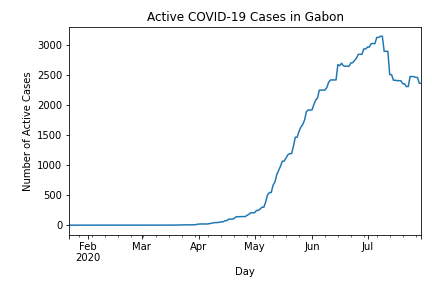 Active COVID-19 Cases in Gabon
Number of Active Cases
3000
2500
2000
1500
1000
500
0
Feb
2020
Mar
Apr
May
Jun
Jul
Day